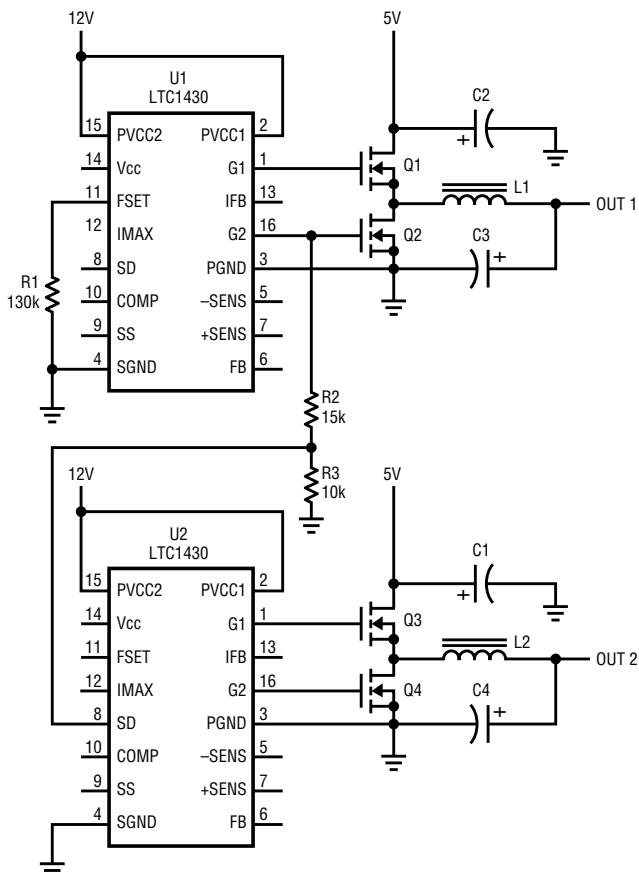 12V
5V
U1
LTC1430
C2
+
15 PVCC2 PVCC1 2
14 Vcc G1 1
Q1
11 FSET IFB 13
L1
OUT 1
12 IMAX G2 16
Q2
8 SD PGND 3
C3
+
R1
130k
10 COMP –SENS 5
9 SS +SENS 7
4 SGND FB 6
R2
15k
12V
R3
10k
5V
U2
LTC1430
C1
+
15 PVCC2 PVCC1 2
14 Vcc G1 1
Q3
11 FSET IFB 13
L2
OUT 2
12 IMAX G2 16
Q4
8 SD PGND 3
C4
+
10 COMP –SENS 5
9 SS +SENS 7
4 SGND FB 6